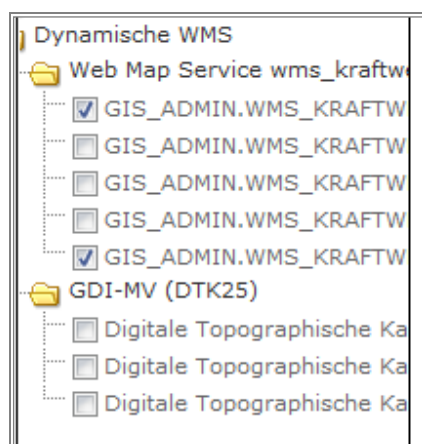 Dynamische WMS
Web Map Service wms_kraftw
GIS_ADMIN.WMS_KRAFTW
GIS_ADMIN.WMS_KRAFTW
GIS_ADMIN.WMS_KRAFTW
GIS_ADMIN.WMS_KRAFTW
GIS_ADMIN.WMS_KRAFTW
GDI-MV (DTK25)
Digitale Topographische Ka
Digitale Topographische Ka
Digitale Topographische Ka